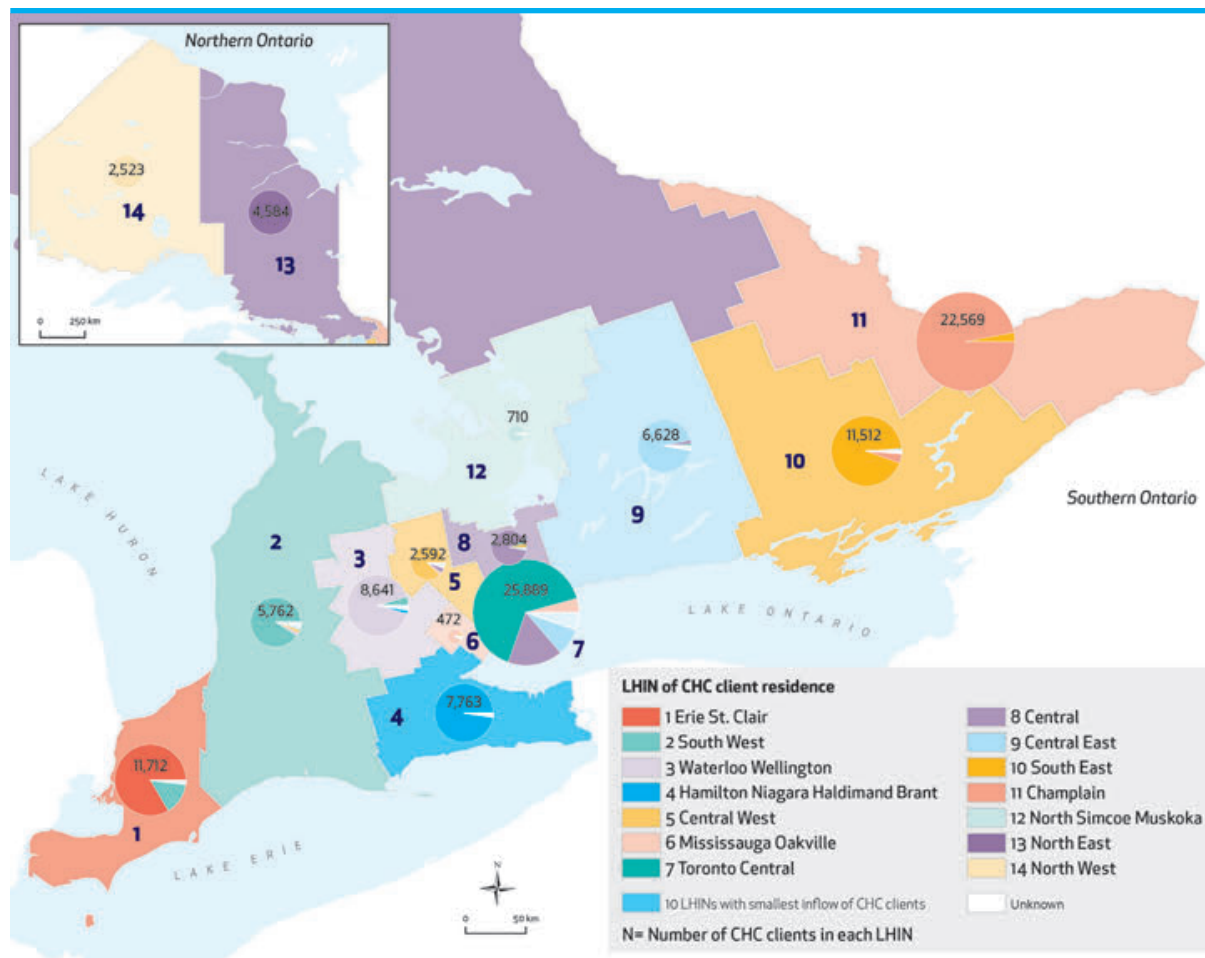 Northern Ontario
2,523
14
4,584
13
0 250 km
11
22,569
710
12
6,628
9
11,512
10
Southern Ontario
LAKE HURON
2
3
8
2,804
2,592
5
8,641
5,762
472
6
25,889
7
LAKE ONTARIO
4
7,763
11,712
1
LAKE ERIE
N
0 50 km
LHIN of CHC client residence
1 Erie St. Clair
2 South West
3 Waterloo Wellington
4 Hamilton Niagara Haldimand Brant
5 Central West
6 Mississauga Oakville
7 Toronto Central
10 LHINs with smallest inflow of CHC clients
8 Central
9 Central East
10 South East
11 Champlain
12 North Simcoe Muskoka
13 North East
14 North West
Unknown
N= Number of CHC clients in each LHIN